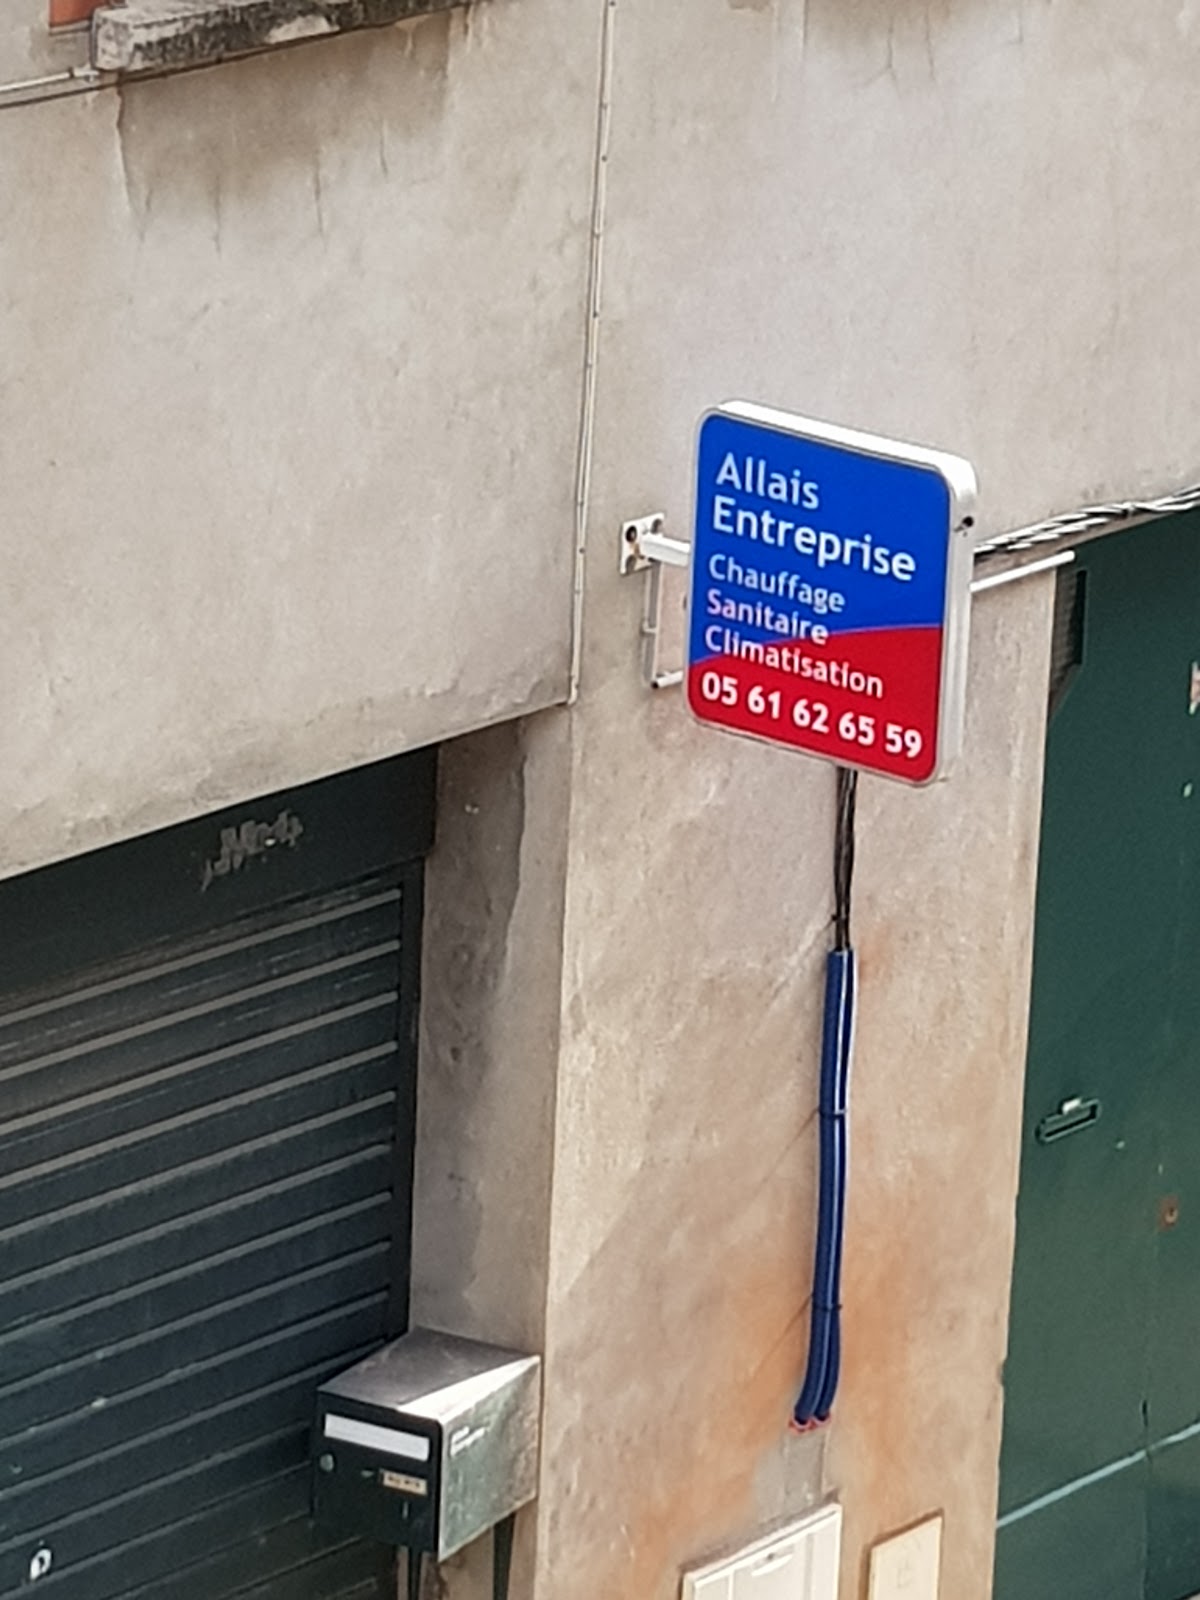 Allais
Entreprise
Chauffage
Sanitaire
Climatisation
05 61 62 65 59